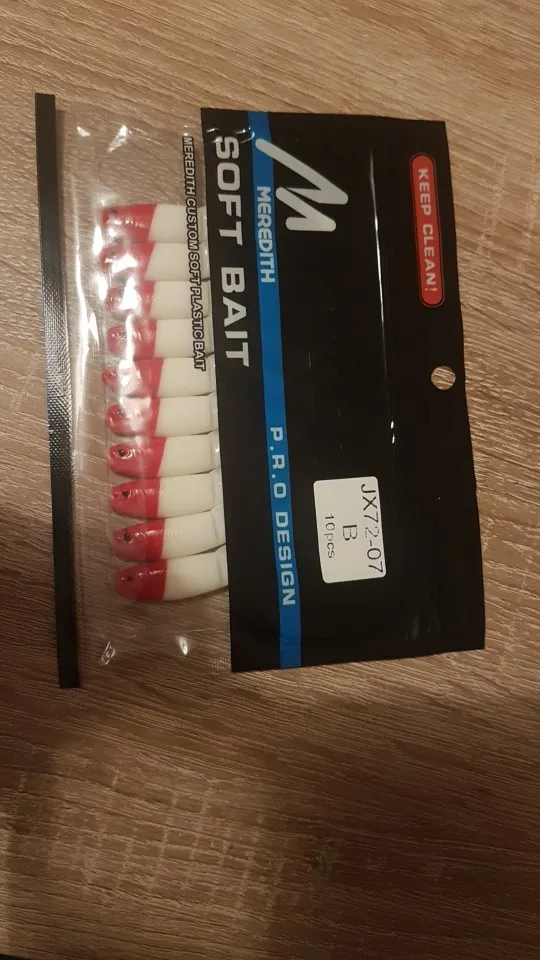 KEEP CLEAN!
JX72-07
B
10pcs
MEREDITH
P.R.O DESIGN
SOFT BAIT
MEREDITH CUSTOM SOFT PLASTIC BAIT